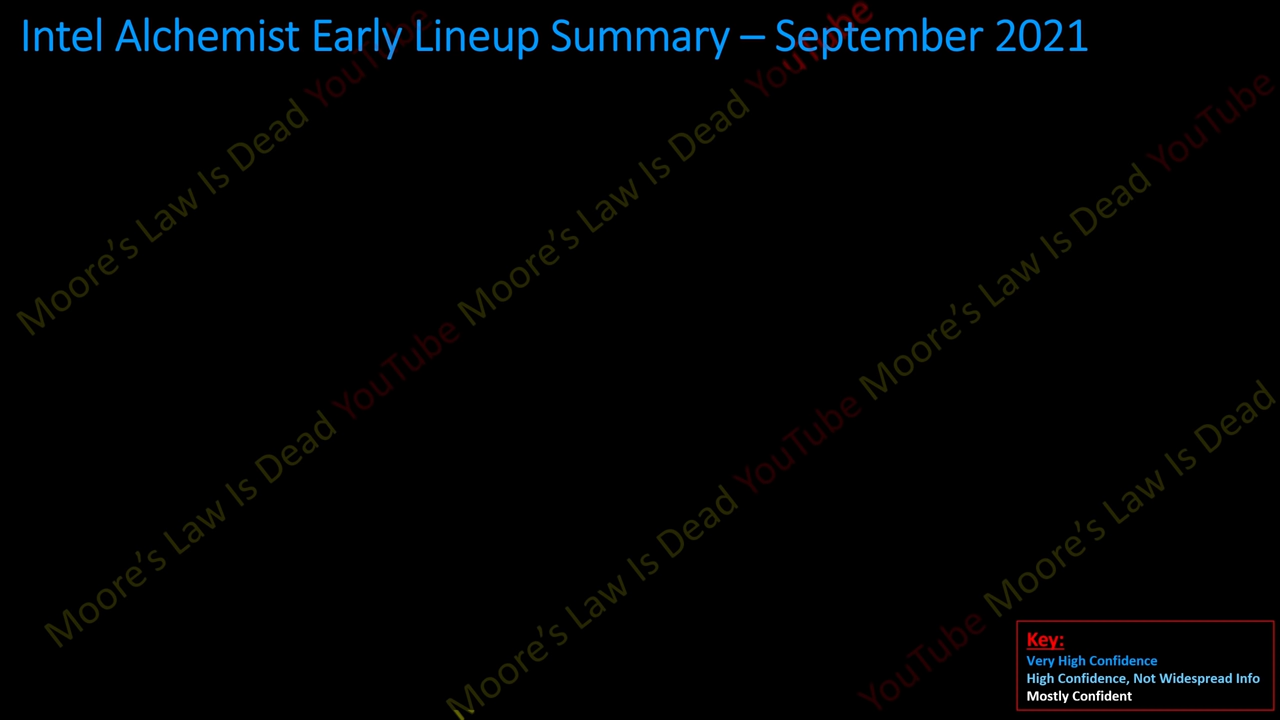 Intel Alchemist Early Lineup Summary – September 2021
Moore's Law Is Dead YouTube
Moore's Law Is Dead YouTube Moore's Law Is Dead YouTube
Moore's Law Is Dead YouTube Moore's Law Is Dead YouTube
YouTube Moore's Law Is Dead
Key:
Very High Confidence
High Confidence, Not Widespread Info
Mostly Confident